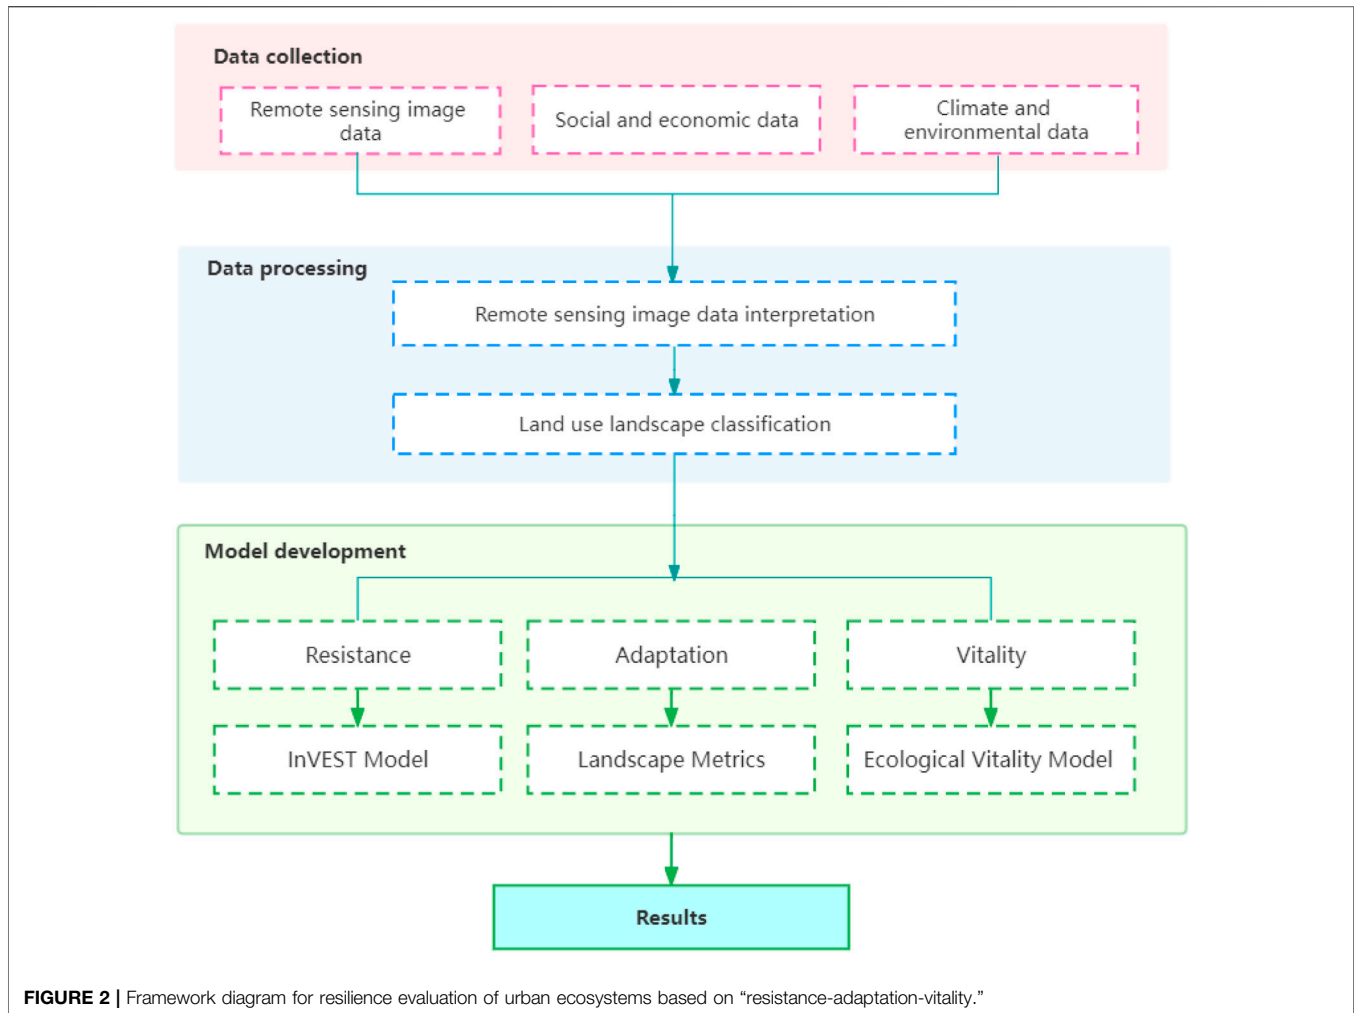 Data collection
Remote sensing image
data
Social and economic data
Climate and
environmental data
Data processing
Remote sensing image data interpretation
Land use landscape classification
Model development
Resistance
Adaptation
Vitality
InVEST Model
Landscape Metrics
Ecological Vitality Model
Results
FIGURE 2 | Framework diagram for resilience evaluation of urban ecosystems based on “resistance-adaptation-vitality.”